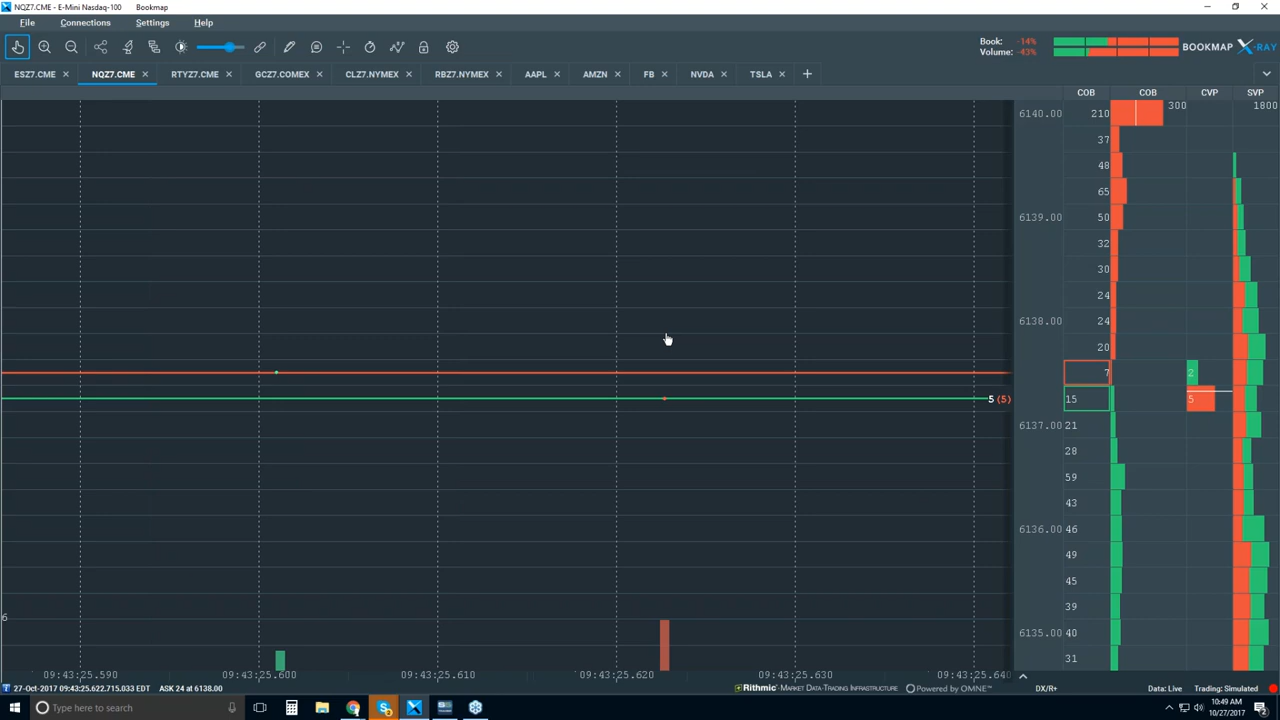 NQZ7.CME - E-Mini Nasdaq-100 Bookmap
File Connections Settings Help
Book: -14%
Volume: -43%
BOOKMAP X-RAY
ESZ7.CME NQZ7.CME RTYZ7.CME GCZ7.COMEX CLZ7.NYMEX RBZ7.NYMEX AAPL AMZN FB NVDA TSLA
COB COB CVP SVP
6140.00 210 300 1800
37
48
65
6139.00 50
32
30
24
6138.00 24
20
7 2
5 (5) 15 5
6137.00 21
28
59
43
6136.00 46
49
45
39
6 6135.00 40
31
09:43:25.590 09:43:25.600 09:43:25.610 09:43:25.620 09:43:25.630 09:43:25.640
27-Oct-2017 09:43:25.622.715.033 EDT ASK 24 at 6138.00 Rithmic - Market Data-Trading Infrastructure Powered by OMNE™ DX/R+ Data: Live Trading: Simulated
Type here to search 10:49 AM
10/27/2017 2